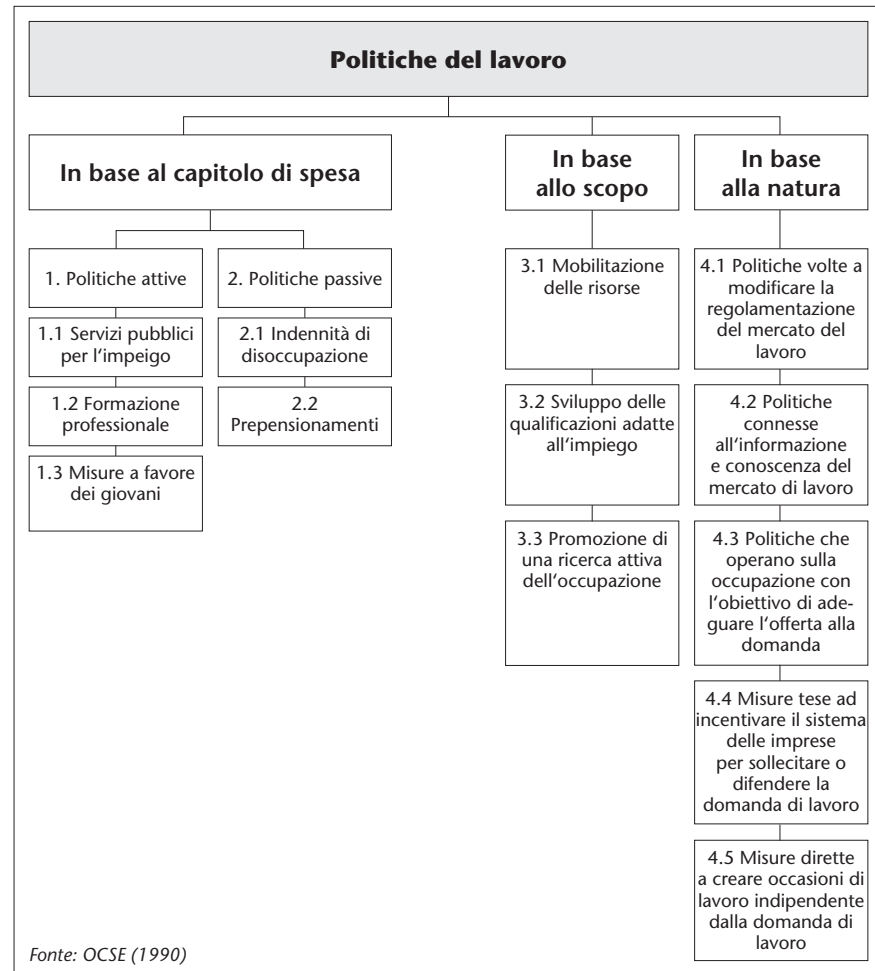 Politiche del lavoro
In base al capitolo di spesa
1. Politiche attive
1.1 Servizi pubblici
per l'impeigo
1.2 Formazione
professionale
1.3 Misure a favore
dei giovani
2. Politiche passive
2.1 Indennità di
disoccupazione
2.2
Prepensionamenti
In base
allo scopo
3.1 Mobilitazione
delle risorse
3.2 Sviluppo delle
qualificazioni adatte
all'impiego
3.3 Promozione di
una ricerca attiva
dell'occupazione
In base
alla natura
4.1 Politiche volte a
modificare la
regolamentazione
del mercato del
lavoro
4.2 Politiche
connesse
all'informazione
e conoscenza del
mercato di lavoro
4.3 Politiche che
operano sulla
occupazione con
l'obiettivo di ade-
guare l'offerta alla
domanda
4.4 Misure tese ad
incentivare il sistema
delle imprese
per sollecitare o
difendere la
domanda di lavoro
4.5 Misure dirette
a creare occasioni di
lavoro indipendente
dalla domanda di
lavoro
Fonte: OCSE (1990)